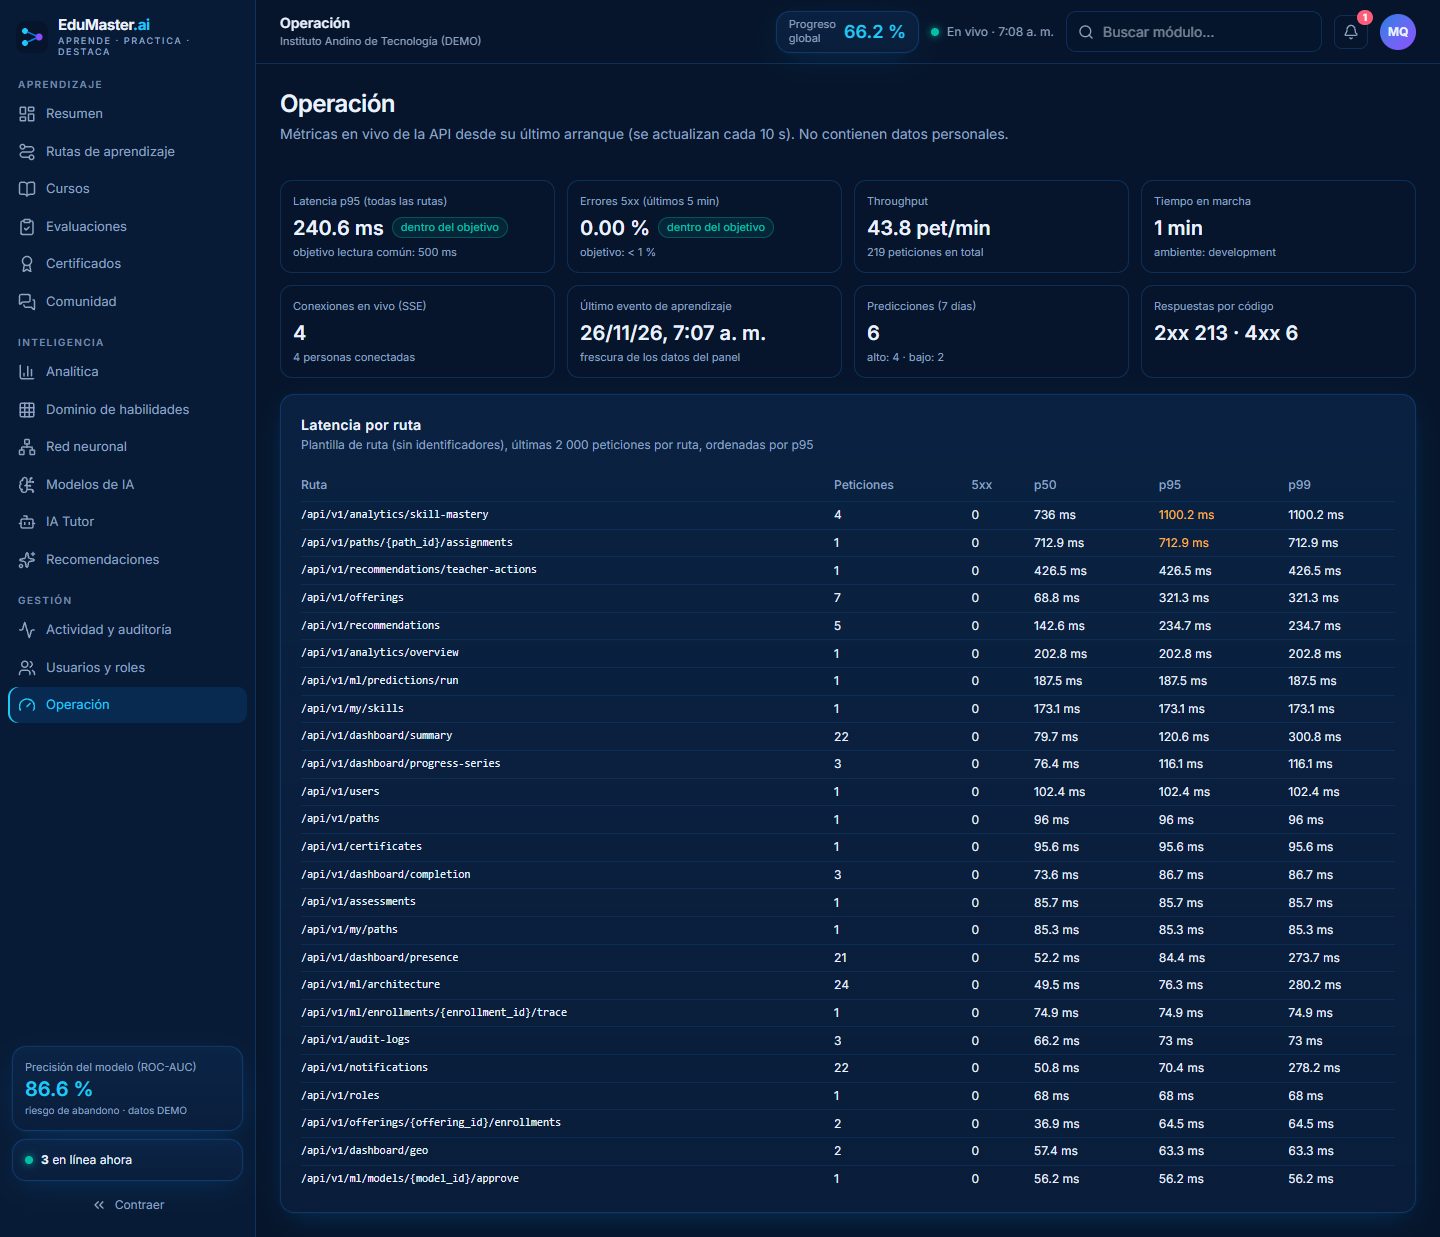 EduMaster.ai
APRENDE · PRACTICA ·
DESTACA
APRENDIZAJE
Resumen
Rutas de aprendizaje
Cursos
Evaluaciones
Certificados
Comunidad
INTELIGENCIA
Analítica
Dominio de habilidades
Red neuronal
Modelos de IA
IA Tutor
Recomendaciones
GESTIÓN
Actividad y auditoría
Usuarios y roles
Operación
Precisión del modelo (ROC-AUC)
86.6 %
riesgo de abandono · datos DEMO
3 en línea ahora
Contraer
Operación
Instituto Andino de Tecnología (DEMO)
Progreso
global
66.2 %
En vivo · 7:08 a. m.
Buscar módulo...
1
MQ
Operación
Métricas en vivo de la API desde su último arranque (se actualizan cada 10 s). No contienen datos personales.
Latencia p95 (todas las rutas)
240.6 ms dentro del objetivo
objetivo lectura común: 500 ms
Errores 5xx (últimos 5 min)
0.00 % dentro del objetivo
objetivo: < 1 %
Throughput
43.8 pet/min
219 peticiones en total
Tiempo en marcha
1 min
ambiente: development
Conexiones en vivo (SSE)
4
4 personas conectadas
Último evento de aprendizaje
26/11/26, 7:07 a. m.
frescura de los datos del panel
Predicciones (7 días)
6
alto: 4 · bajo: 2
Respuestas por código
2xx 213 · 4xx 6
Latencia por ruta
Plantilla de ruta (sin identificadores), últimas 2 000 peticiones por ruta, ordenadas por p95
Ruta Peticiones 5xx p50 p95 p99
/api/v1/analytics/skill-mastery 4 0 736 ms 1100.2 ms 1100.2 ms
/api/v1/paths/{path_id}/assignments 1 0 712.9 ms 712.9 ms 712.9 ms
/api/v1/recommendations/teacher-actions 1 0 426.5 ms 426.5 ms 426.5 ms
/api/v1/offerings 7 0 68.8 ms 321.3 ms 321.3 ms
/api/v1/recommendations 5 0 142.6 ms 234.7 ms 234.7 ms
/api/v1/analytics/overview 1 0 202.8 ms 202.8 ms 202.8 ms
/api/v1/ml/predictions/run 1 0 187.5 ms 187.5 ms 187.5 ms
/api/v1/my/skills 1 0 173.1 ms 173.1 ms 173.1 ms
/api/v1/dashboard/summary 22 0 79.7 ms 120.6 ms 300.8 ms
/api/v1/dashboard/progress-series 3 0 76.4 ms 116.1 ms 116.1 ms
/api/v1/users 1 0 102.4 ms 102.4 ms 102.4 ms
/api/v1/paths 1 0 96 ms 96 ms 96 ms
/api/v1/certificates 1 0 95.6 ms 95.6 ms 95.6 ms
/api/v1/dashboard/completion 3 0 73.6 ms 86.7 ms 86.7 ms
/api/v1/assessments 1 0 85.7 ms 85.7 ms 85.7 ms
/api/v1/my/paths 1 0 85.3 ms 85.3 ms 85.3 ms
/api/v1/dashboard/presence 21 0 52.2 ms 84.4 ms 273.7 ms
/api/v1/ml/architecture 24 0 49.5 ms 76.3 ms 280.2 ms
/api/v1/ml/enrollments/{enrollment_id}/trace 1 0 74.9 ms 74.9 ms 74.9 ms
/api/v1/audit-logs 3 0 66.2 ms 73 ms 73 ms
/api/v1/notifications 22 0 50.8 ms 70.4 ms 278.2 ms
/api/v1/roles 1 0 68 ms 68 ms 68 ms
/api/v1/offerings/{offering_id}/enrollments 2 0 36.9 ms 64.5 ms 64.5 ms
/api/v1/dashboard/geo 2 0 57.4 ms 63.3 ms 63.3 ms
/api/v1/ml/models/{model_id}/approve 1 0 56.2 ms 56.2 ms 56.2 ms